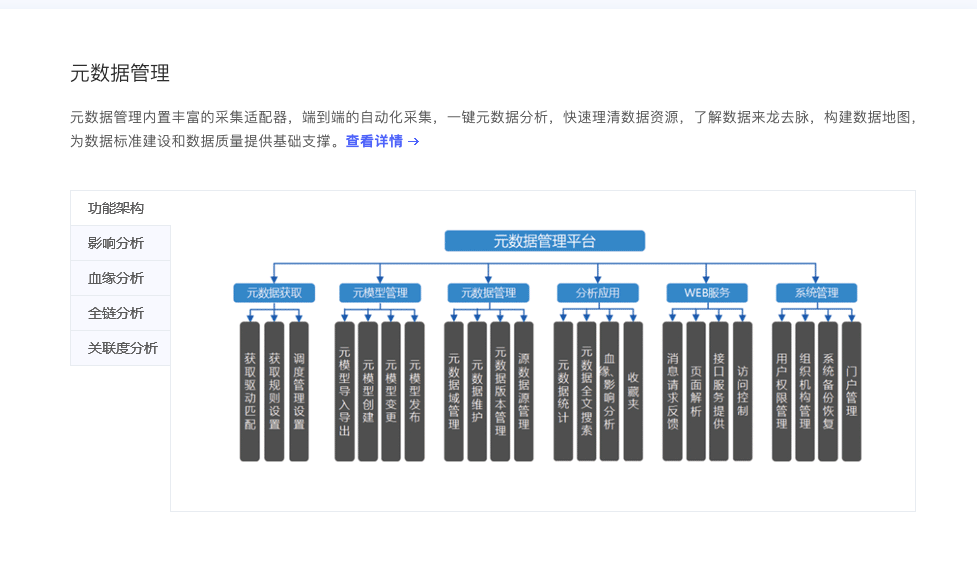 元数据管理
元数据管理内置丰富的采集适配器，端到端的自动化采集，一键元数据分析，快速理清数据资源，了解数据来龙去脉，构建数据地图，
为数据标准建设和数据质量提供基础支撑。查看详情 →
功能架构
影响分析
血缘分析
全链分析
关联度分析
元数据管理平台
元数据获取
元模型管理
元数据管理
分析应用
WEB服务
系统管理
获取驱动匹配
获取规则设置
调度管理设置
元模型导入导出
元模型创建
元模型变更
元模型发布
元数据域管理
元数据维护
元数据版本管理
源数据源管理
元数据统计
元数据全文搜索
血缘、影响分析
收藏夹
消息请求反馈
页面解析
接口服务提供
访问控制
用户权限管理
组织机构管理
系统备份恢复
门户管理